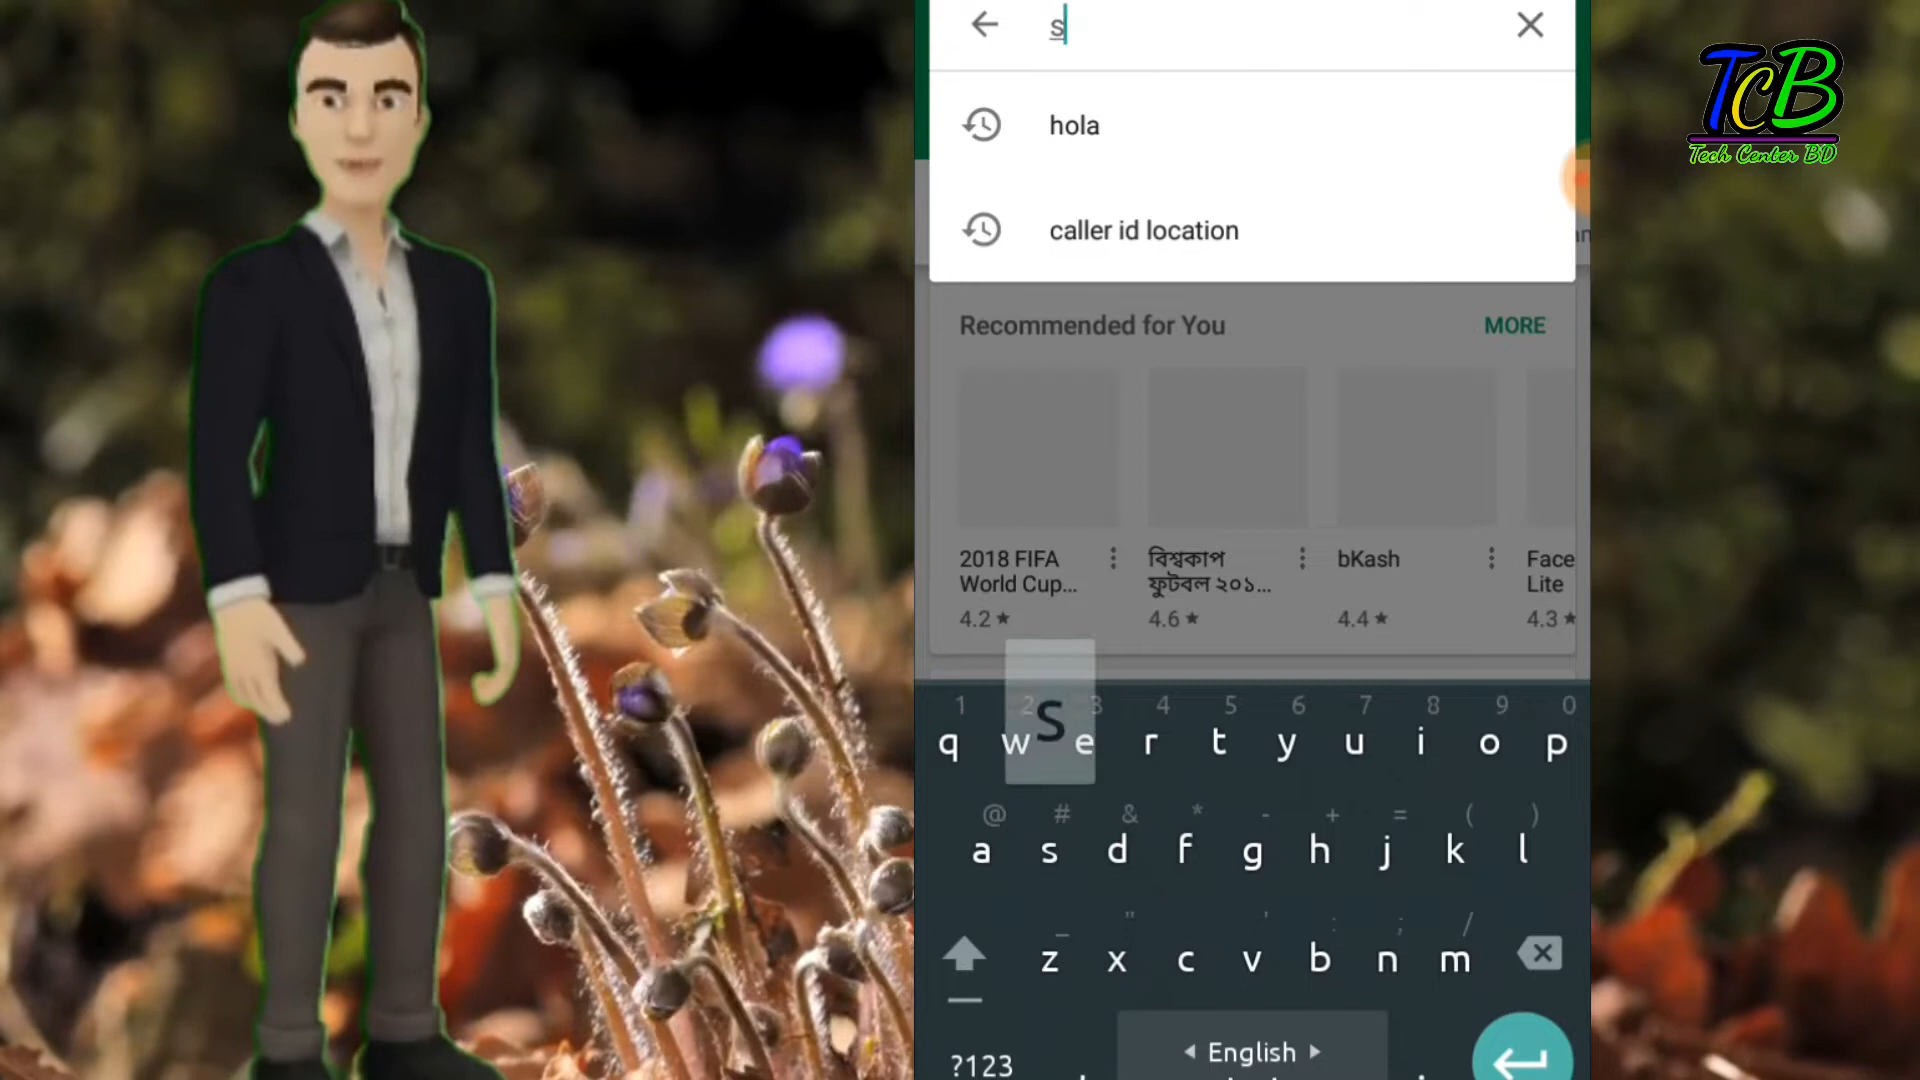 s
TCB
Tech Center BD
hola
caller id location
Recommended for You MORE
2018 FIFA World Cup...
4.2 ★
বিশ্বকাপ ফুটবল ২০১...
4.6 ★
bKash
4.4 ★
Face
Lite
4.3 ★
S
1 2 3 4 5 6 7 8 9 0
q w e r t y u i o p
@ # & * - + = ( )
a s d f g h j k l
_ " ' : ; /
z x c v b n m
?123 English